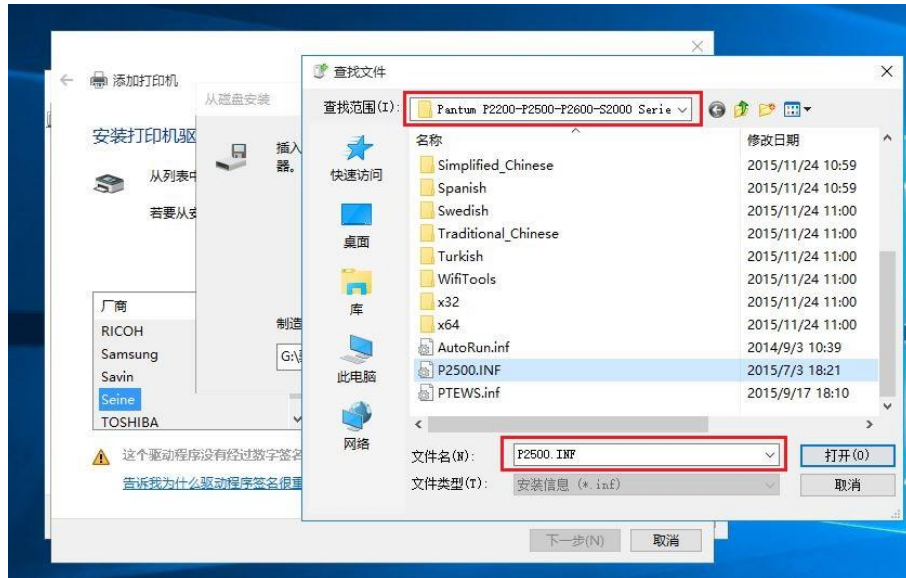 添加打印机
安装打印机驱
从列表中
若要从安
厂商
RICOH
Samsung
Savin
Seine
TOSHIBA
这个驱动程序没有经过数字签名
告诉我为什么驱动程序签名很重
下一步(N)
取消
从磁盘安装
插入
器。
制造
G:\
查找文件
查找范围(I):
Pantum P2200-P2500-P2600-S2000 Serie
快速访问
桌面
库
此电脑
网络
名称 修改日期
Simplified_Chinese 2015/11/24 10:59
Spanish 2015/11/24 10:59
Swedish 2015/11/24 11:00
Traditional_Chinese 2015/11/24 11:00
Turkish 2015/11/24 11:00
WifiTools 2015/11/24 11:00
x32 2015/11/24 11:00
x64 2015/11/24 11:00
AutoRun.inf 2014/9/3 10:39
P2500.INF 2015/7/3 18:21
PTEWS.inf 2015/9/17 18:10
文件名(N): P2500.INF 打开(O)
文件类型(T): 安装信息 (*.inf) 取消